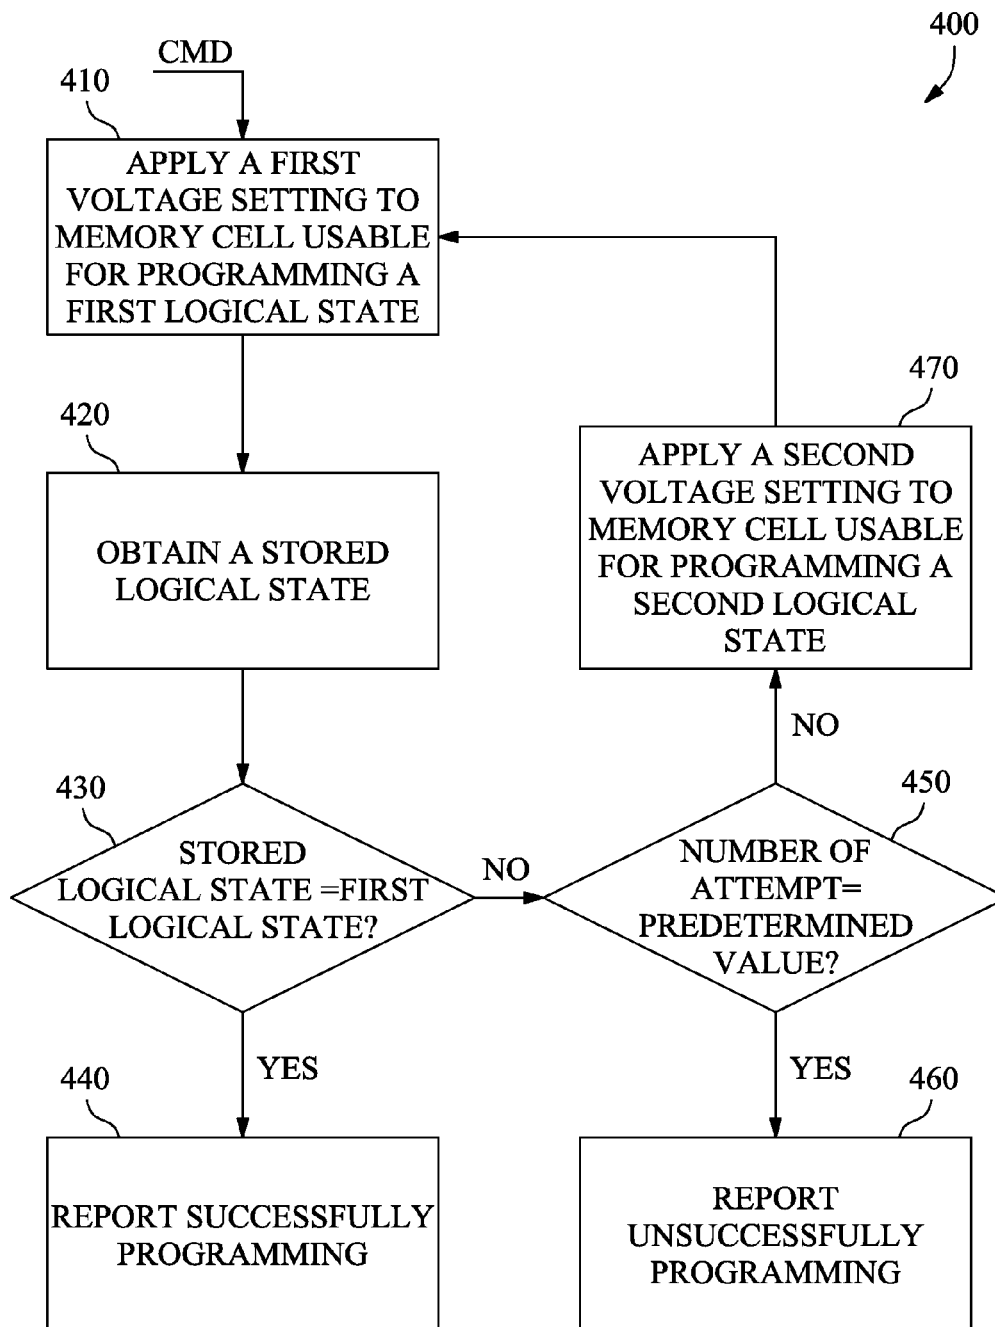 400
CMD
410
APPLY A FIRST
VOLTAGE SETTING TO
MEMORY CELL USABLE
FOR PROGRAMMING A
FIRST LOGICAL STATE
420
OBTAIN A STORED
LOGICAL STATE
430
STORED
LOGICAL STATE =FIRST
LOGICAL STATE?
NO
YES
440
REPORT SUCCESSFULLY
PROGRAMMING
470
APPLY A SECOND
VOLTAGE SETTING TO
MEMORY CELL USABLE
FOR PROGRAMMING A
SECOND LOGICAL
STATE
NO
450
NUMBER OF
ATTEMPT=
PREDETERMINED
VALUE?
YES
460
REPORT
UNSUCCESSFULLY
PROGRAMMING